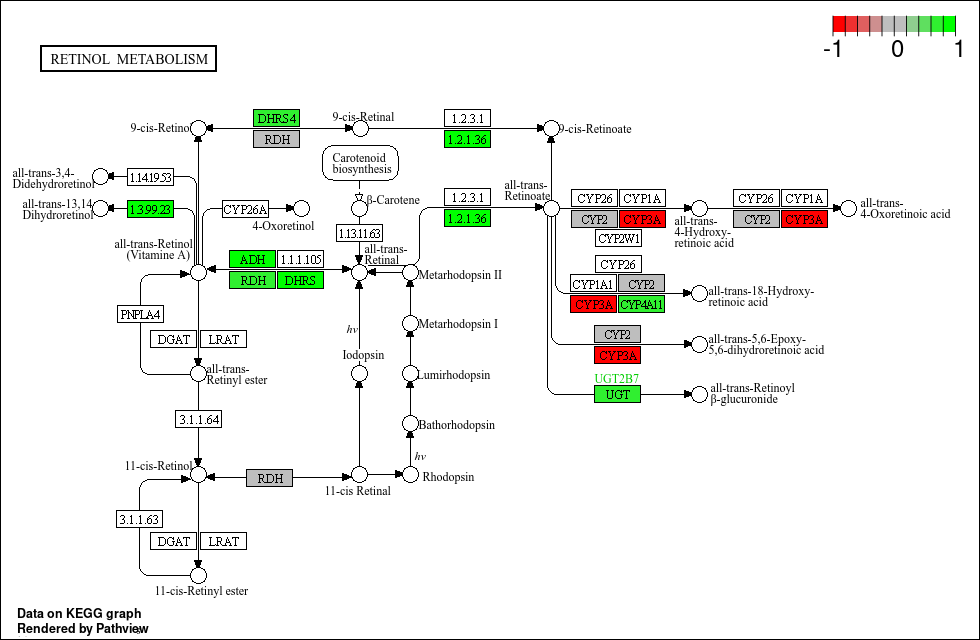 -1 0 1
RETINOL METABOLISM
9-cis-Retino
DHRS4
RDH
9-cis-Retinal
1.2.3.1
1.2.1.36
9-cis-Retinoate
Carotenoid
biosynthesis
all-trans-3,4-
Didehydroretinol
1.14.19.53
all-trans-13,14
Dihydroretinol
1.3.99.23
CYP26A
4-Oxoretinol
β-Carotene
1.13.11.63
1.2.3.1
1.2.1.36
all-trans-
Retinoate
CYP26 CYP1A
CYP2 CYP3A
CYP2W1
all-trans-
4-Hydroxy-
retinoic acid
CYP26 CYP1A
CYP2 CYP3A
all-trans-
4-Oxoretinoic acid
all-trans-Retinol
(Vitamine A)
ADH 1.1.1.105
RDH DHRS
all-trans-
Retinal
Metarhodopsin II
CYP26
CYP1A1 CYP2
CYP3A CYP4A11
all-trans-18-Hydroxy-
retinoic acid
PNPLA4
DGAT LRAT
hv
Metarhodopsin I
CYP2
CYP3A
all-trans-5,6-Epoxy-
5,6-dihydroretinoic acid
Iodopsin
Lumirhodopsin
all-trans-
Retinyl ester
UGT2B7
UGT
all-trans-Retinoyl
β-glucuronide
3.1.1.64
Bathorhodopsin
hv
11-cis-Retinol
RDH
11-cis Retinal
Rhodopsin
3.1.1.63
DGAT LRAT
11-cis-Retinyl ester
Data on KEGG graph
Rendered by Pathview